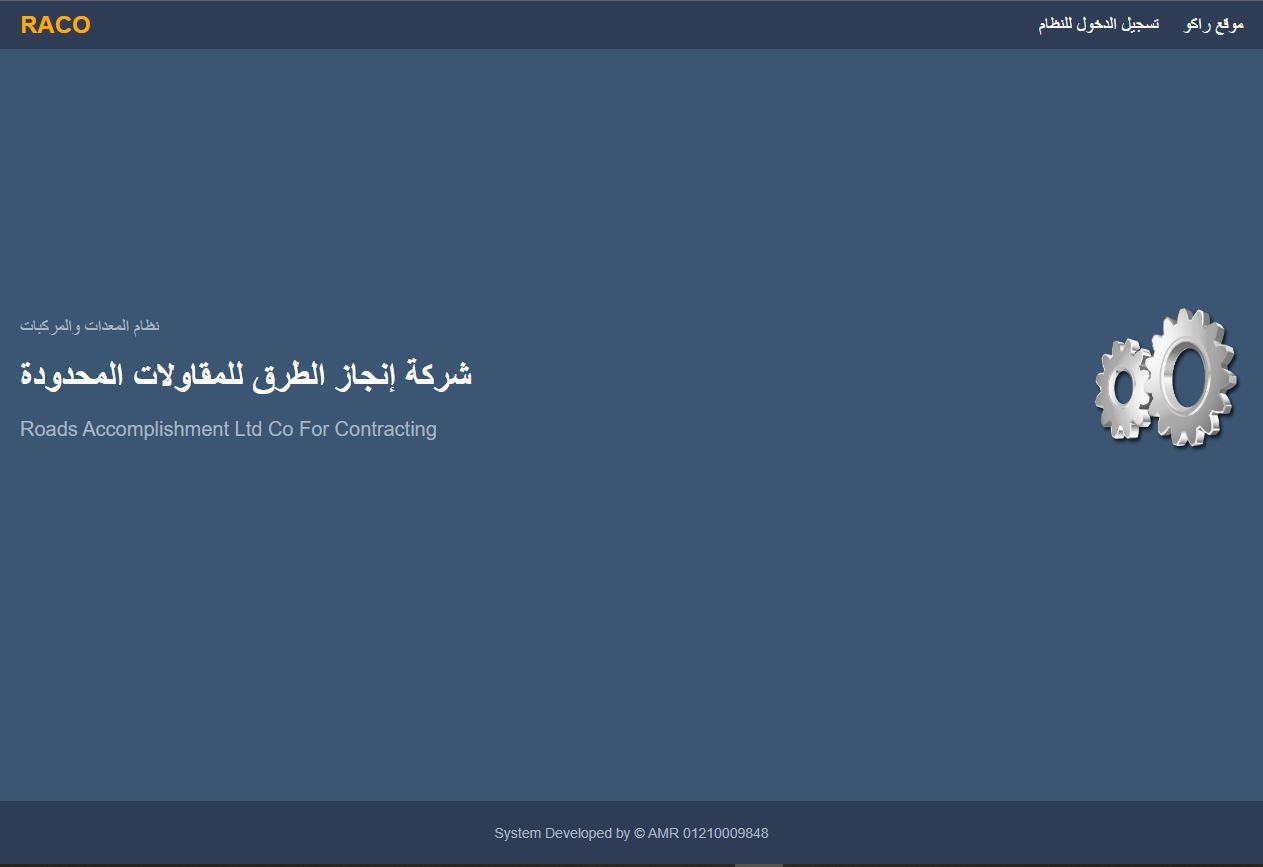 RACO
موقع راكو
تسجيل الدخول للنظام
نظام المعدات والمركبات
شركة إنجاز الطرق للمقاولات المحدودة
Roads Accomplishment Ltd Co For Contracting
System Developed by © AMR 01210009848